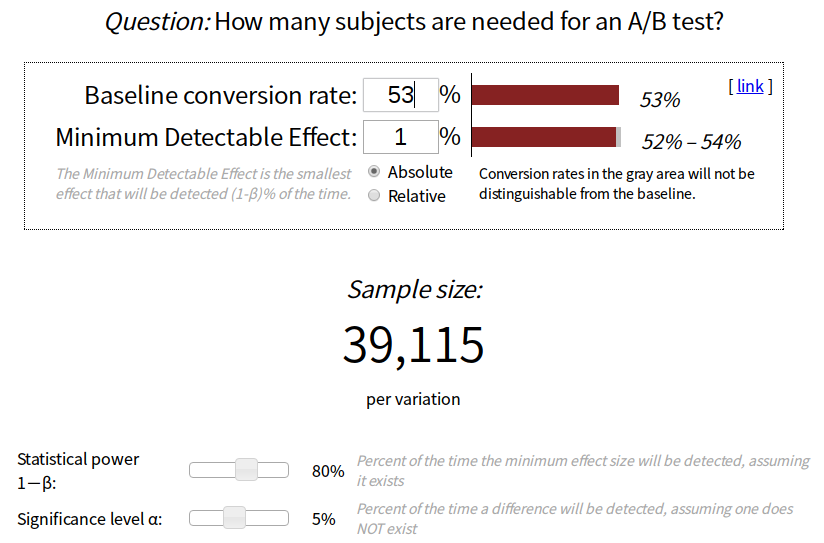 Question: How many subjects are needed for an A/B test?
Baseline conversion rate: 53 % 53% [ link ]
Minimum Detectable Effect: 1 % 52% – 54%
The Minimum Detectable Effect is the smallest
effect that will be detected (1-β)% of the time.
Absolute
Relative
Conversion rates in the gray area will not be
distinguishable from the baseline.
Sample size:
39,115
per variation
Statistical power
1−β:
80%
Percent of the time the minimum effect size will be detected, assuming
it exists
Significance level α:
5%
Percent of the time a difference will be detected, assuming one does
NOT exist